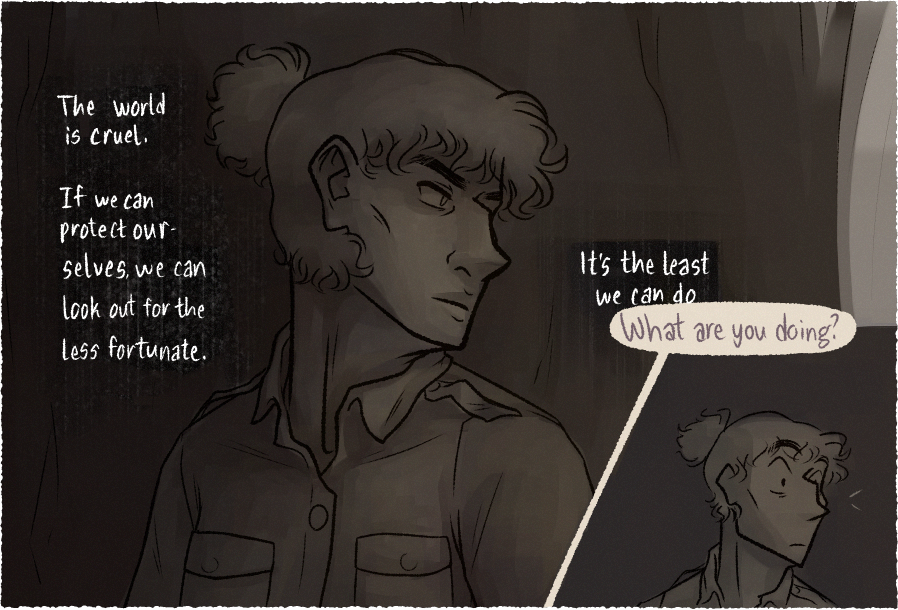 The world
is cruel.
If we can
protect our-
selves, we can
look out for the
less fortunate.
It's the least
we can do
What are you doing?